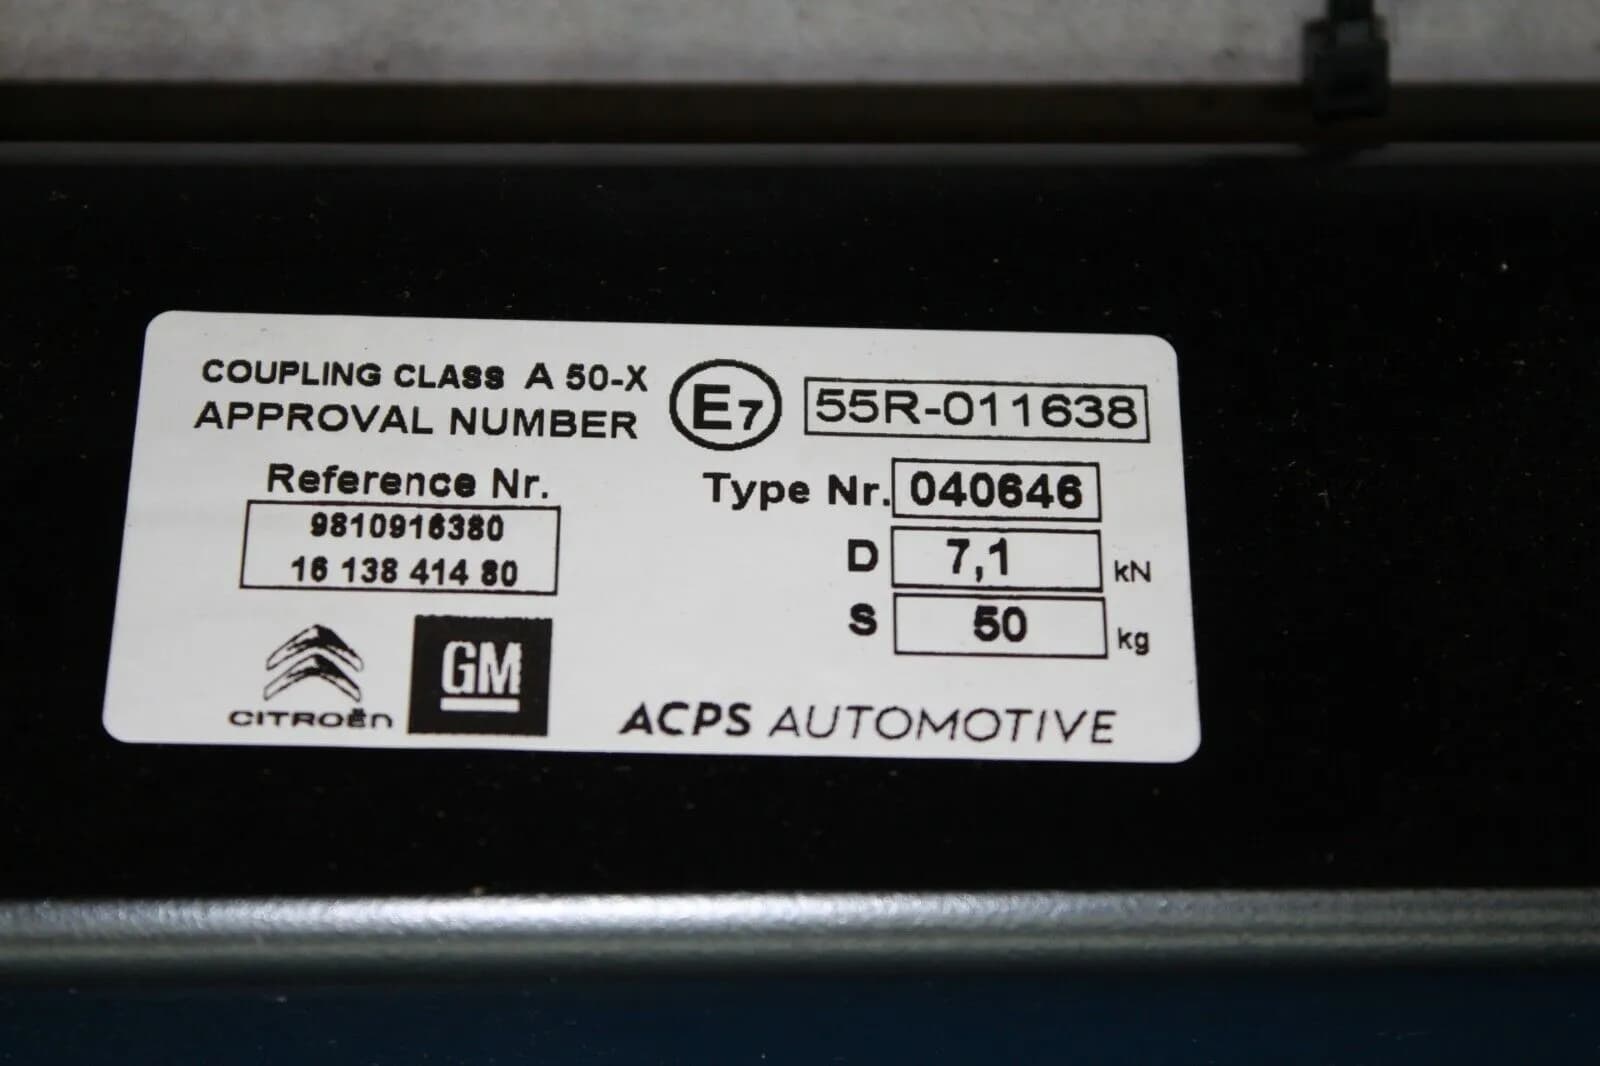 COUPLING CLASS A 50-X
APPROVAL NUMBER E7 55R-011638
Reference Nr.
9810916380
16 138 414 80
Type Nr. 040646
D 7,1 kN
S 50 kg
CITROËN
GM
ACPS AUTOMOTIVE